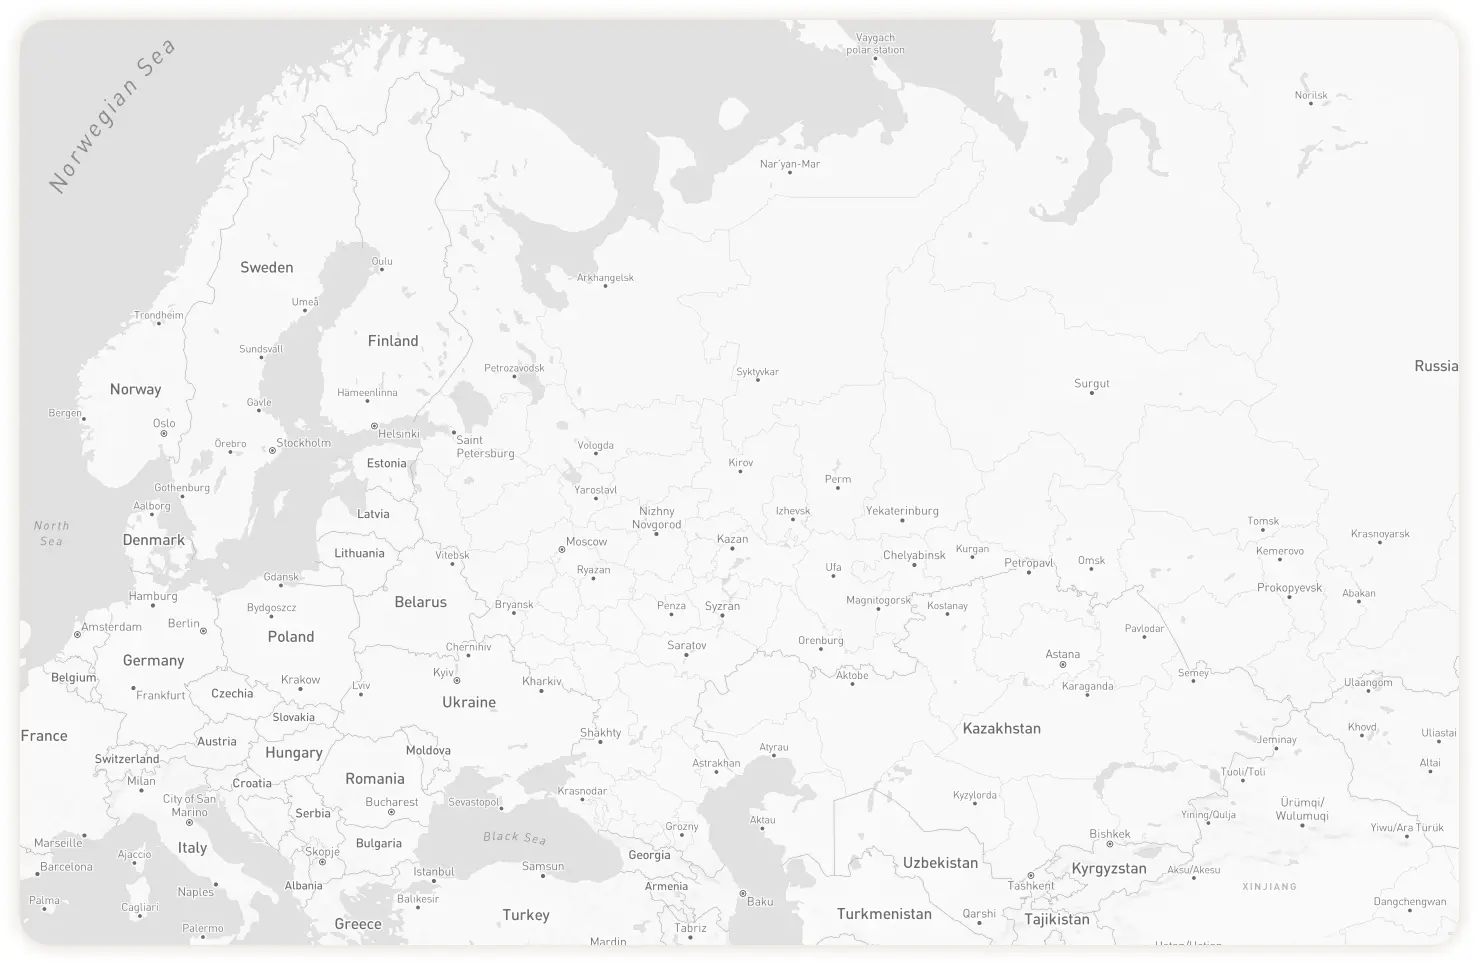 Norwegian Sea
Vaygach
polar station
Norilsk
Nar'yan-Mar
Sweden
Oulu
Arkhangelsk
Umeå
Trondheim
Finland
Sundsvall
Petrozavodsk
Syktyvkar
Russia
Surgut
Norway
Hämeenlinna
Gävle
Bergen
Oslo
Helsinki
Örebro
Stockholm
Saint
Petersburg
Vologda
Estonia
Kirov
Perm
Gothenburg
Yaroslavl
Aalborg
Latvia
Nizhny
Novgorod
Izhevsk
Yekaterinburg
North
Sea
Tomsk
Krasnoyarsk
Denmark
Moscow
Kazan
Lithuania
Vitebsk
Chelyabinsk
Kurgan
Kemerovo
Gdansk
Ryazan
Ufa
Petropavl
Omsk
Hamburg
Belarus
Bydgoszcz
Bryansk
Penza
Syzran
Magnitogorsk
Kostanay
Prokopyevsk
Abakan
Amsterdam
Berlin
Poland
Pavlodar
Germany
Chernihiv
Saratov
Orenburg
Astana
Belgium
Kyiv
Krakow
Lviv
Kharkiv
Aktobe
Karaganda
Semey
Ulaangom
Frankfurt
Czechia
Ukraine
Slovakia
France
Austria
Shakhty
Kazakhstan
Khovd
Uliastai
Switzerland
Hungary
Moldova
Atyrau
Jeminay
Astrakhan
Altai
Milan
Croatia
Romania
Tuoli/Toli
City of San
Marino
Bucharest
Sevastopol
Krasnodar
Kyzylorda
Ürümqi/
Wulumuqi
Serbia
Aktau
Yining/Qulja
Marseille
Italy
Bulgaria
Black Sea
Grozny
Bishkek
Yiwu/Ara Türük
Ajaccio
Skopje
Georgia
Barcelona
Istanbul
Samsun
Uzbekistan
Kyrgyzstan
Aksu/Akesu
Naples
Albania
Armenia
Tashkent
XINJIANG
Palma
Cagliari
Balıkesir
Baku
Dangchengwan
Greece
Turkey
Turkmenistan
Qarshi
Tajikistan
Palermo
Tabriz
Mardin